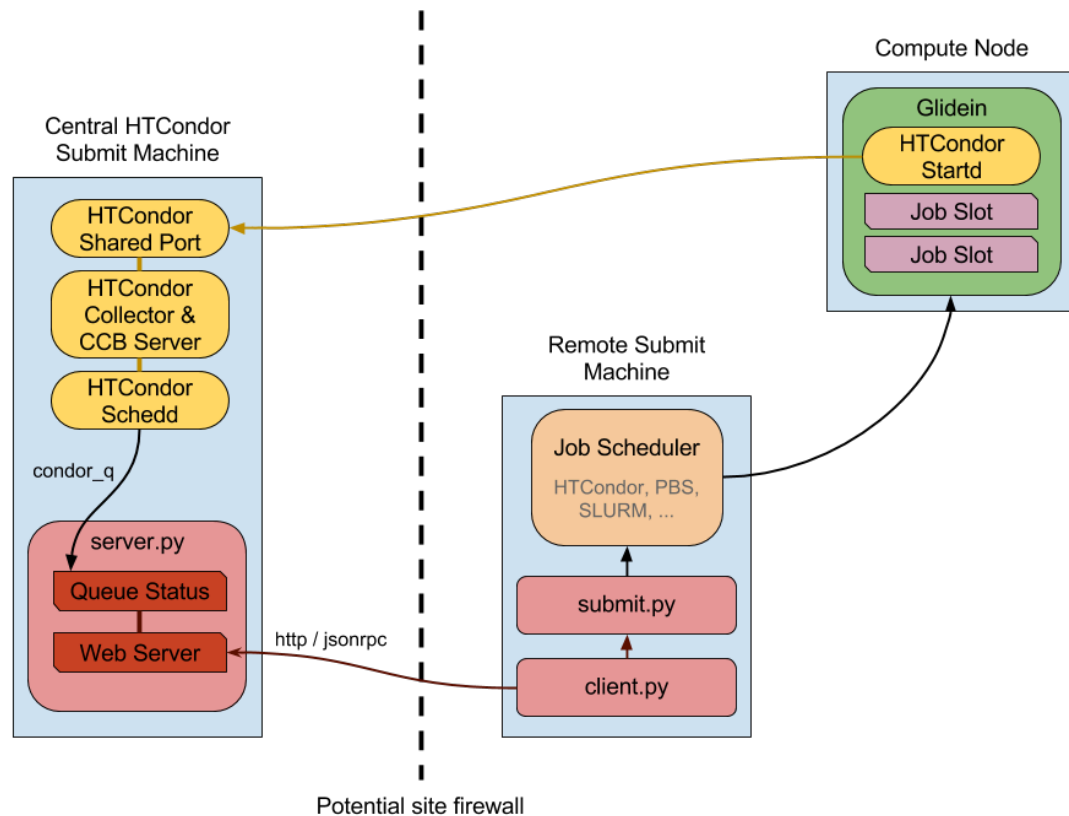 Central HTCondor
Submit Machine
HTCondor
Shared Port
HTCondor
Collector &
CCB Server
HTCondor
Schedd
condor_q
server.py
Queue Status
Web Server
http / jsonrpc
Potential site firewall
Remote Submit
Machine
Job Scheduler
HTCondor, PBS,
SLURM, ...
submit.py
client.py
Compute Node
Glidein
HTCondor
Startd
Job Slot
Job Slot